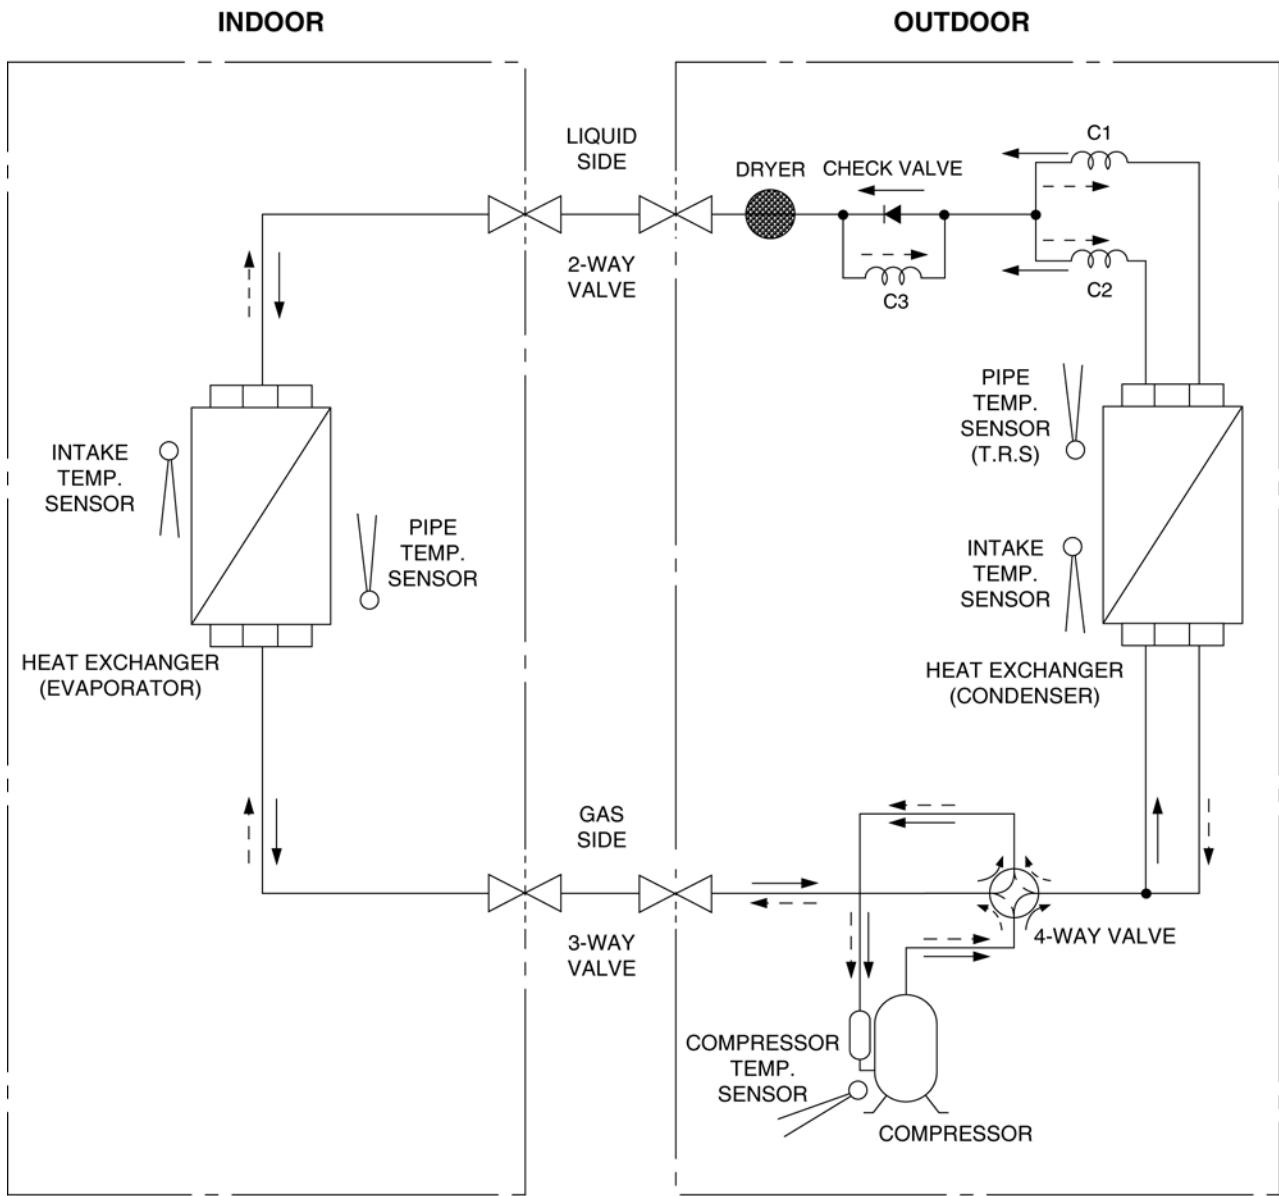 INDOOR
OUTDOOR
LIQUID
SIDE
C1
DRYER
CHECK VALVE
2-WAY
VALVE
C3
C2
PIPE
TEMP.
SENSOR
(T.R.S)
INTAKE
TEMP.
SENSOR
PIPE
TEMP.
SENSOR
INTAKE
TEMP.
SENSOR
HEAT EXCHANGER
(EVAPORATOR)
HEAT EXCHANGER
(CONDENSER)
GAS
SIDE
3-WAY
VALVE
4-WAY VALVE
COMPRESSOR
TEMP.
SENSOR
COMPRESSOR